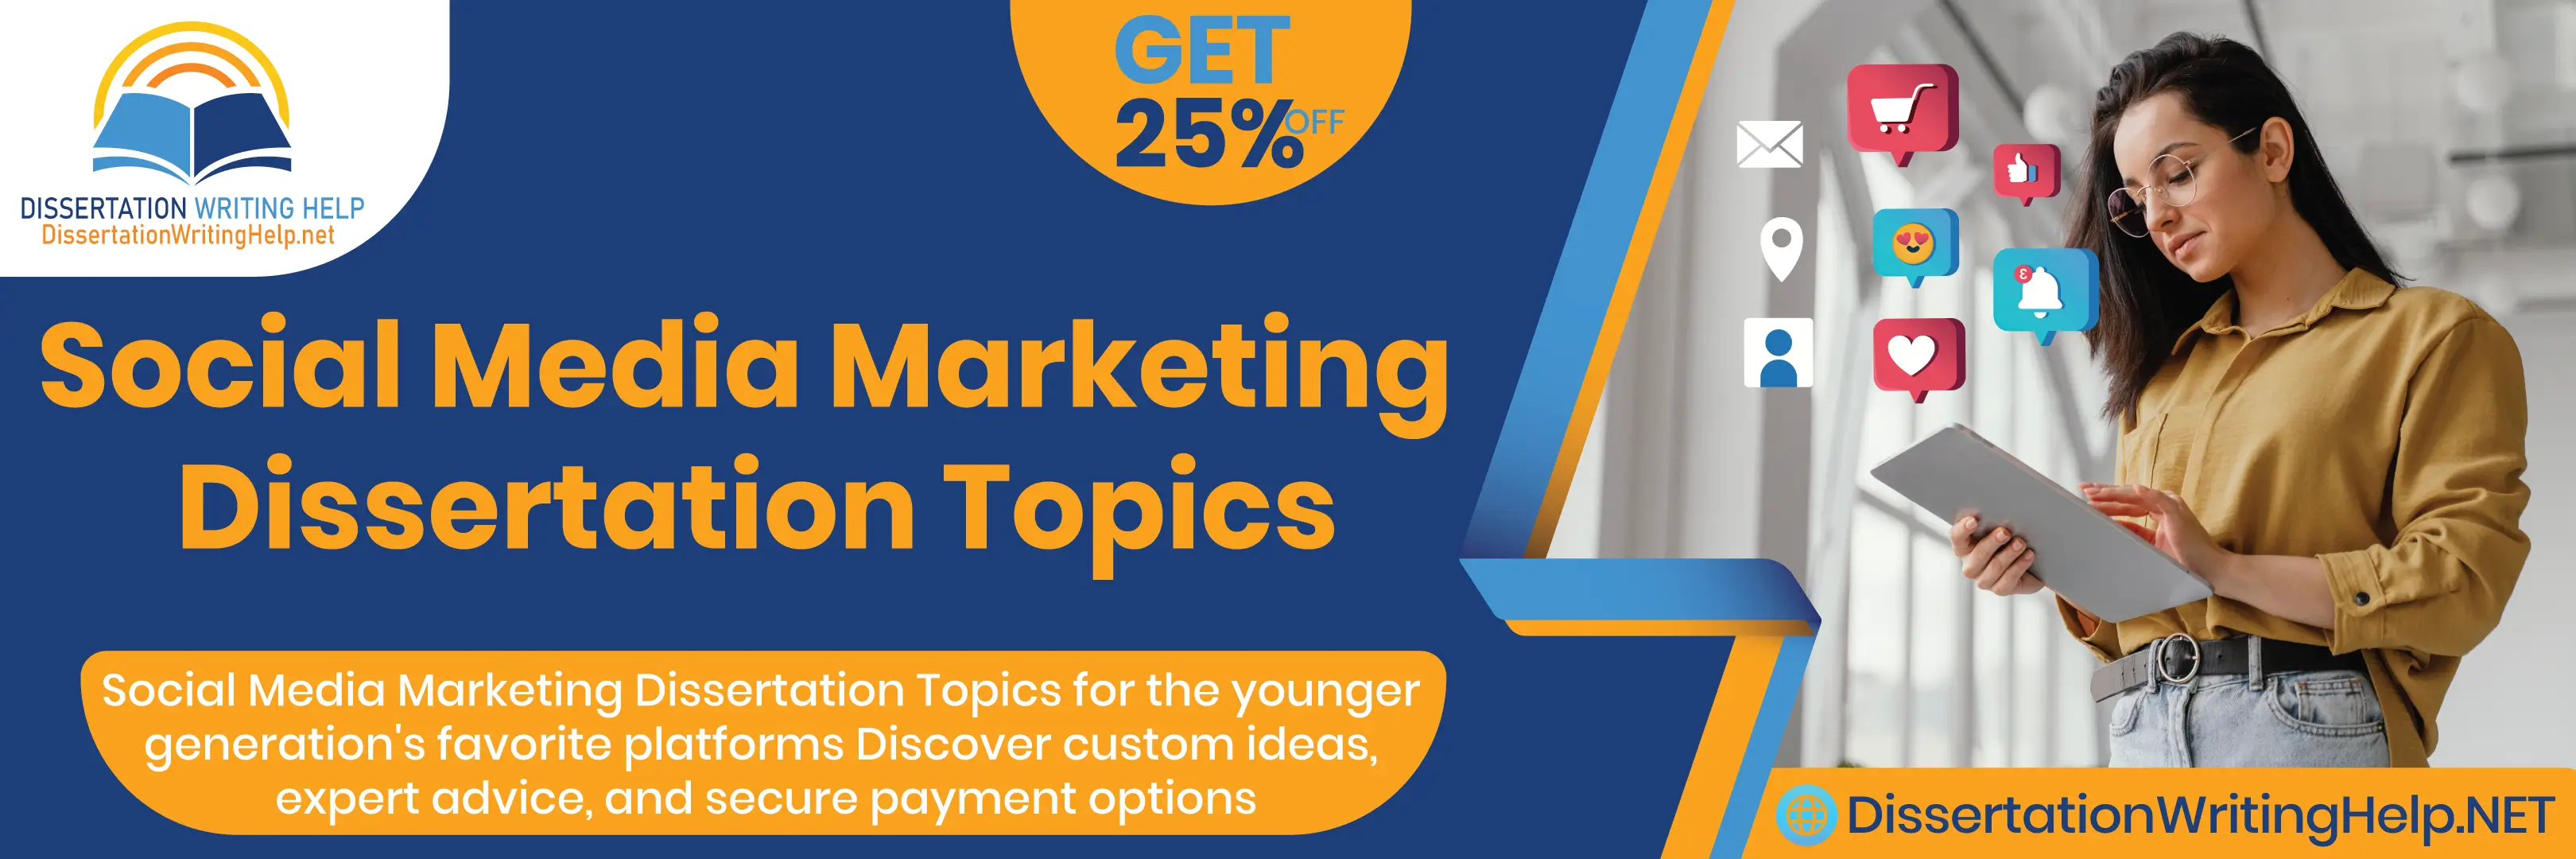 DISSERTATION WRITING HELP
DissertationWritingHelp.net
GET
25% OFF
Social Media Marketing
Dissertation Topics
Social Media Marketing Dissertation Topics for the younger
generation's favorite platforms Discover custom ideas,
expert advice, and secure payment options
3
DissertationWritingHelp.NET